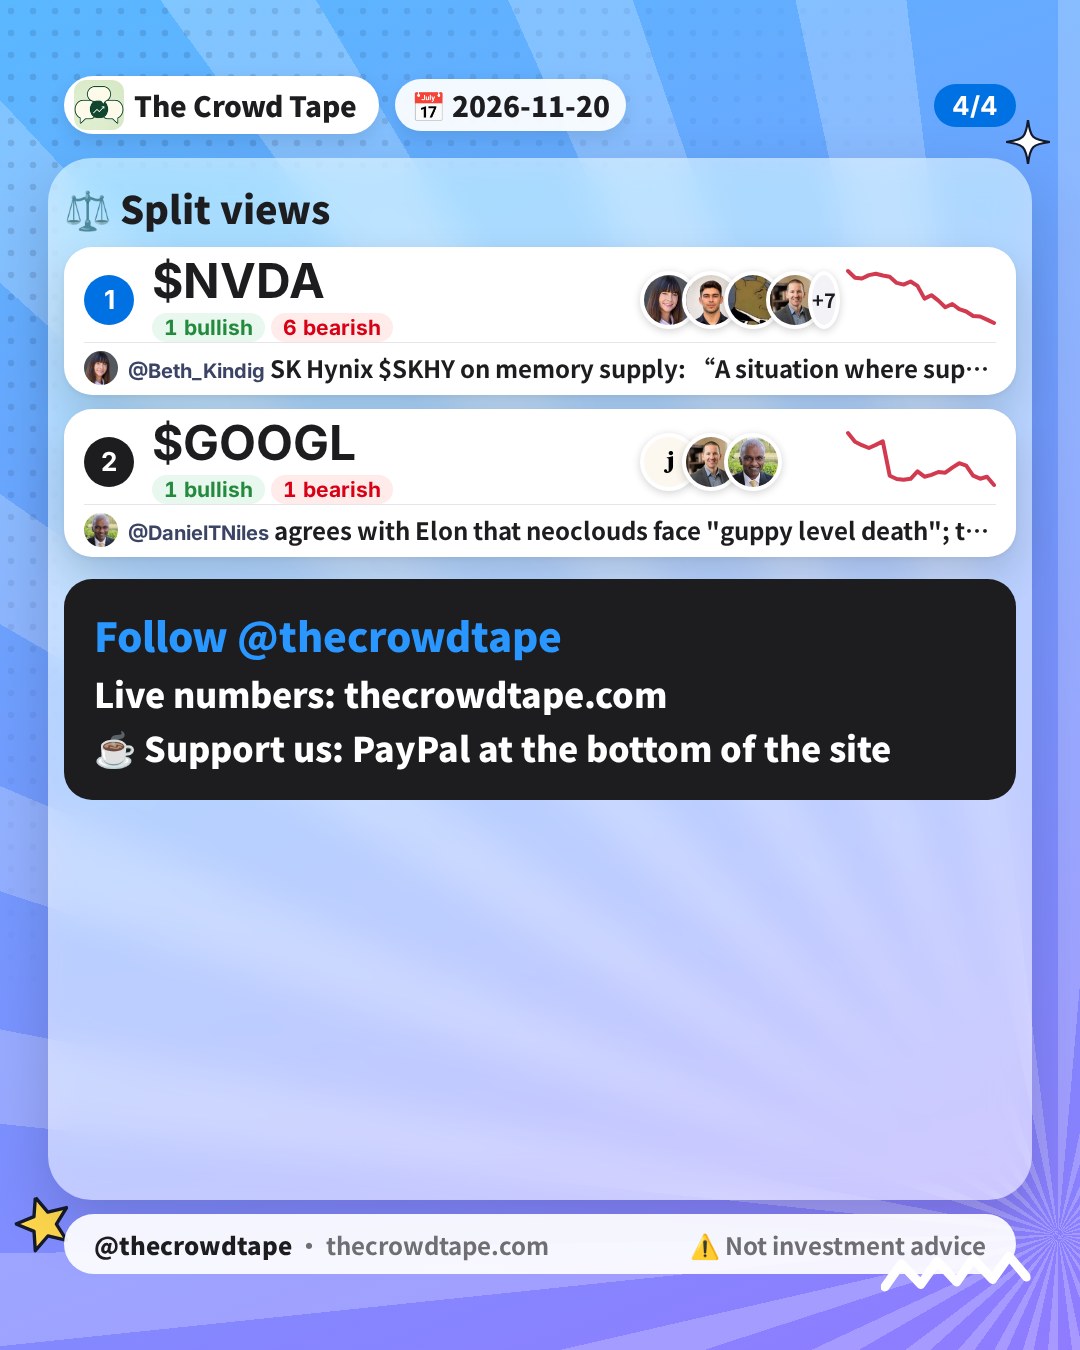 The Crowd Tape
July 17 2026-11-20
4/4
⚖️ Split views
1 $NVDA
1 bullish 6 bearish
+7
@Beth_Kindig SK Hynix $SKHY on memory supply: “A situation where sup···
2 $GOOGL
1 bullish 1 bearish
j
@DanielTNiles agrees with Elon that neoclouds face "guppy level death"; t···
Follow @thecrowdtape
Live numbers: thecrowdtape.com
☕ Support us: PayPal at the bottom of the site
@thecrowdtape • thecrowdtape.com
⚠️ Not investment advice